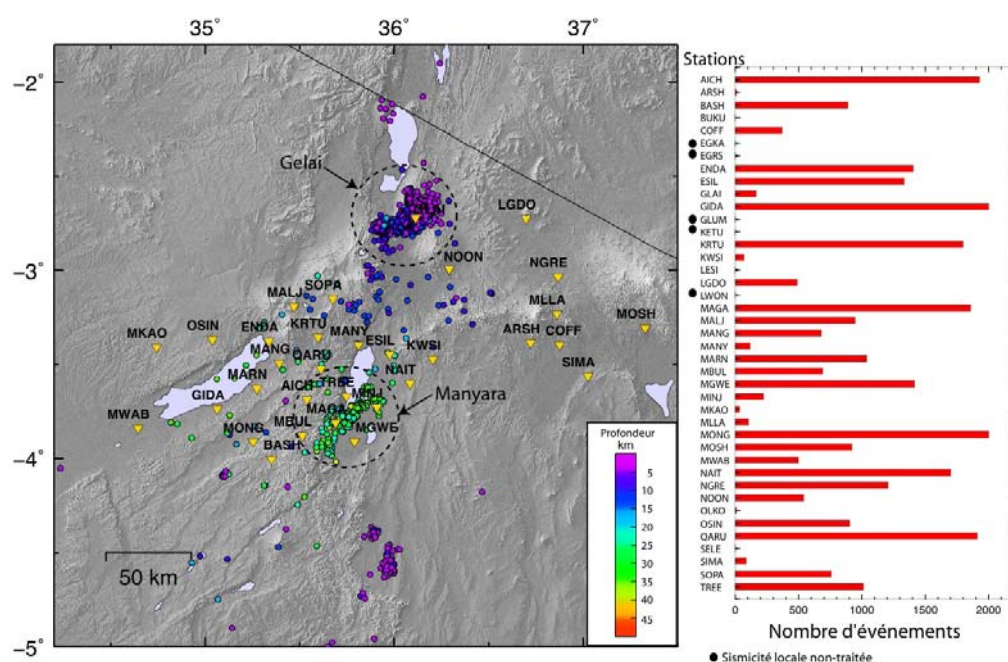 35°
36°
37°
-2°
-3°
-4°
-5°
Gelai
LGDO
NOON
NGRE
SOPA
MALJ
MLLA
MOSH
OSIN
ENDA
KRTU
MANY
ARSH
COFF
MKAO
MANG
QARU
ESIL
KWSI
SIMA
MARN
TREE
NAIT
AICH
MINJ
GIDA
MAGA
Manyara
MWAB
MONG
MBUL
MGWE
BASH
50 km
Profondeur
km
5
10
15
20
25
30
35
40
45
Stations
AICH
ARSH
BASH
BUKU
COFF
EGKA
EGRS
ENDA
ESIL
GLAI
GIDA
GLUM
KETU
KRTU
KWSI
LESI
LGDO
LWON
MAGA
MALJ
MANG
MANY
MARN
MBUL
MGWE
MINJ
MKAO
MLLA
MONG
MOSH
MWAB
NAIT
NGRE
NOON
OLKO
OSIN
QARU
SELE
SIMA
SOPA
TREE
0 500 1000 1500 2000
Nombre d'événements
● Sismicité locale non-traitée